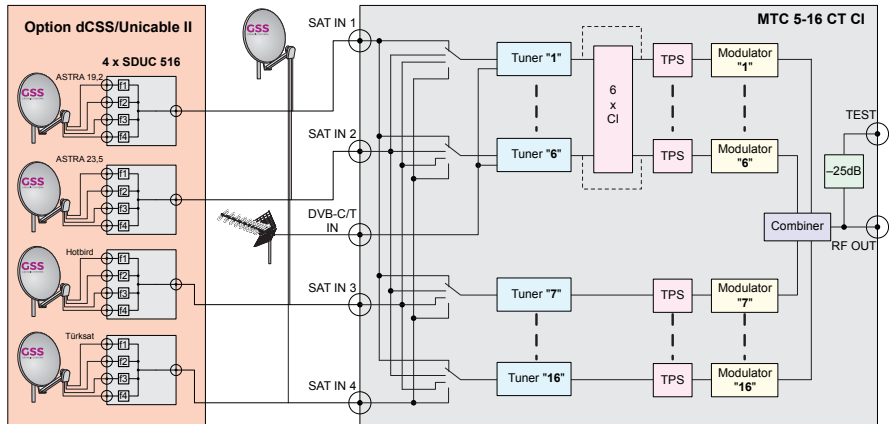 Option dCSS/Unicable II
4 x SDUC 516
ASTRA 19,2
GSS
f1
f2
f3
f4
ASTRA 23,5
GSS
f1
f2
f3
f4
Hotbird
GSS
f1
f2
f3
f4
Türksat
GSS
f1
f2
f3
f4
GSS
SAT IN 1
SAT IN 2
DVB-C/T
IN
SAT IN 3
SAT IN 4
MTC 5-16 CT CI
Tuner "1"
6
x
CI
TPS
Modulator
"1"
Tuner "6"
TPS
Modulator
"6"
Tuner "7"
TPS
Modulator
"7"
Tuner "16"
TPS
Modulator
"16"
Combiner
–25dB
TEST
RF OUT